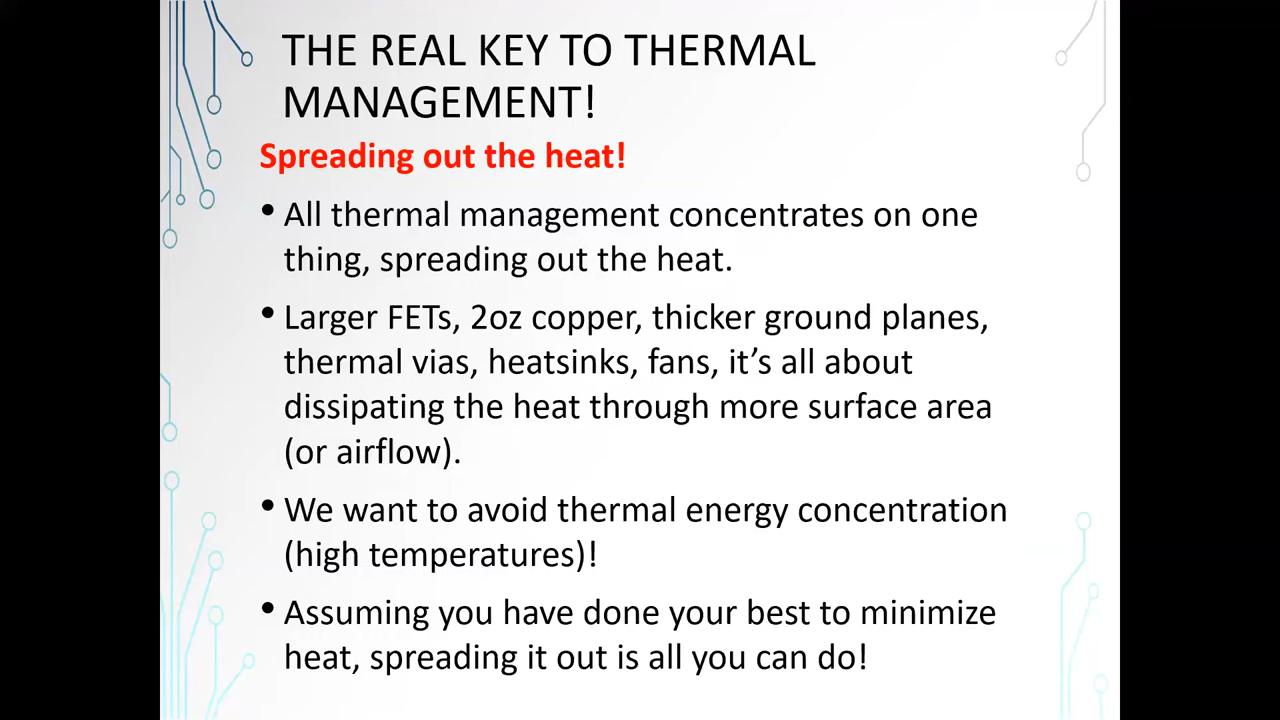 THE REAL KEY TO THERMAL
MANAGEMENT!
Spreading out the heat!
• All thermal management concentrates on one
thing, spreading out the heat.
• Larger FETs, 2oz copper, thicker ground planes,
thermal vias, heatsinks, fans, it’s all about
dissipating the heat through more surface area
(or airflow).
• We want to avoid thermal energy concentration
(high temperatures)!
• Assuming you have done your best to minimize
heat, spreading it out is all you can do!